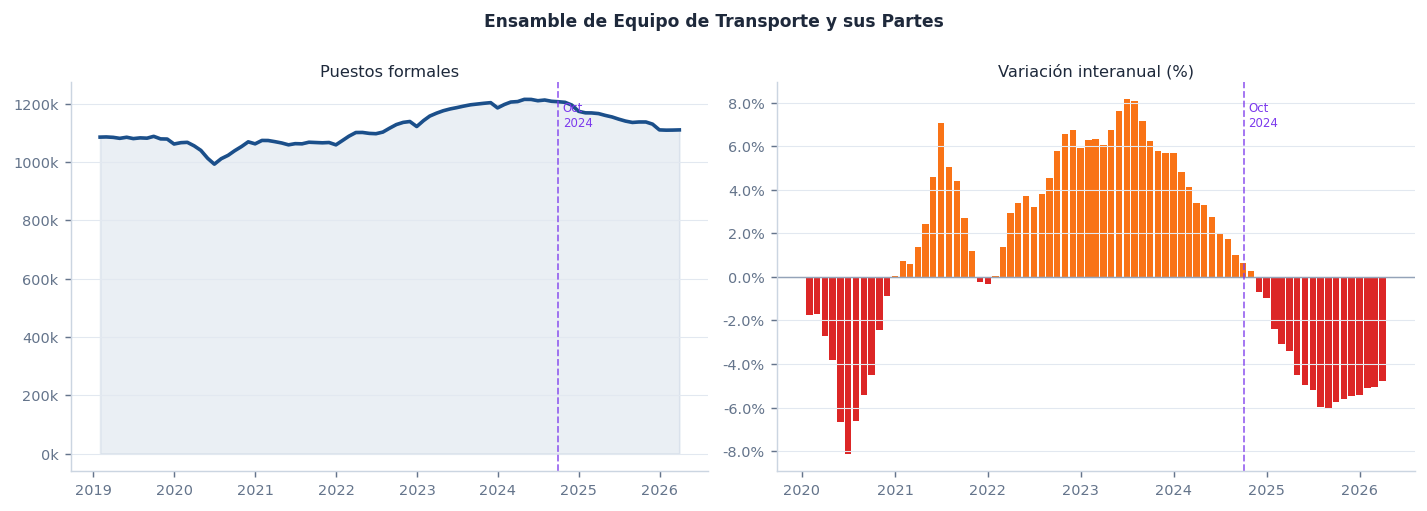 Ensamble de Equipo de Transporte y sus Partes
Puestos formales
1200k
1000k
800k
600k
400k
200k
0k
Oct
2024
2019 2020 2021 2022 2023 2024 2025 2026
Variación interanual (%)
8.0%
6.0%
4.0%
2.0%
0.0%
-2.0%
-4.0%
-6.0%
-8.0%
Oct
2024
2020 2021 2022 2023 2024 2025 2026